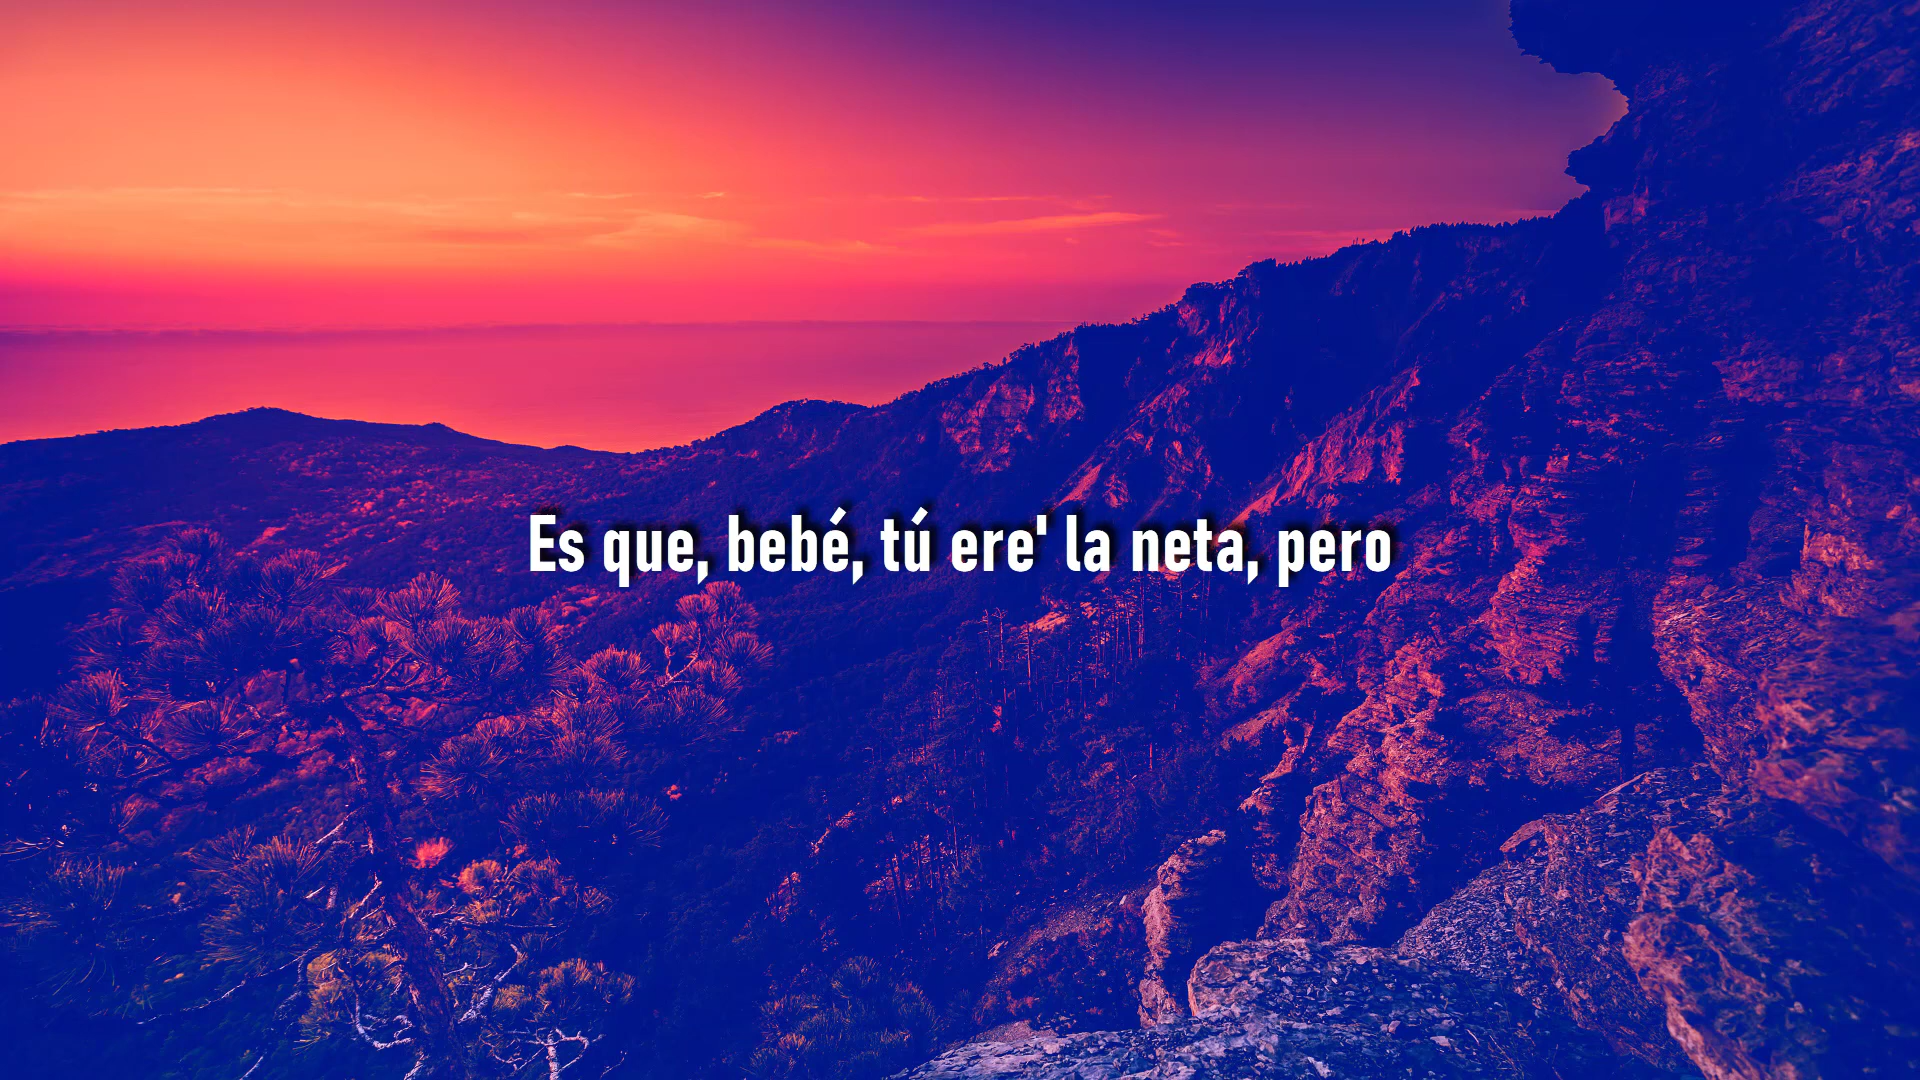 Es que, bebé, tú ere' la neta, pero